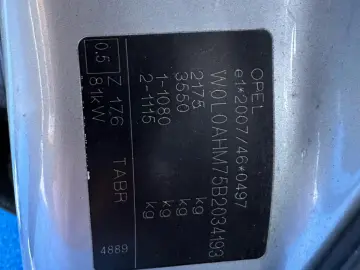 OPEL
e1*2007/46*0497
W0L0AHM75B2034193
2175 kg
3550 kg
1-1080 kg
2-1115 kg
0.5 Z 176 TABR
81kW
4889